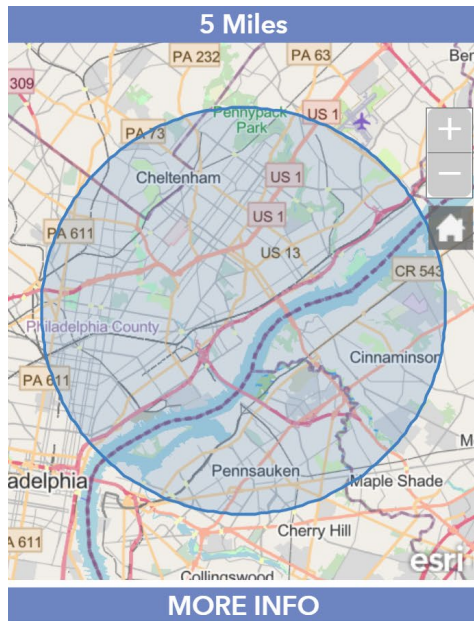 5 Miles
PA 232
PA 63
Ben
309
Pennypack
Park
US 1
PA 73
Cheltenham
US 1
US 1
PA 611
US 13
CR 543
Philadelphia County
Cinnaminson
PA 611
Pennsauken
adelphia
Maple Shade
M
Cherry Hill
A 611
esri
Collingswood
MORE INFO